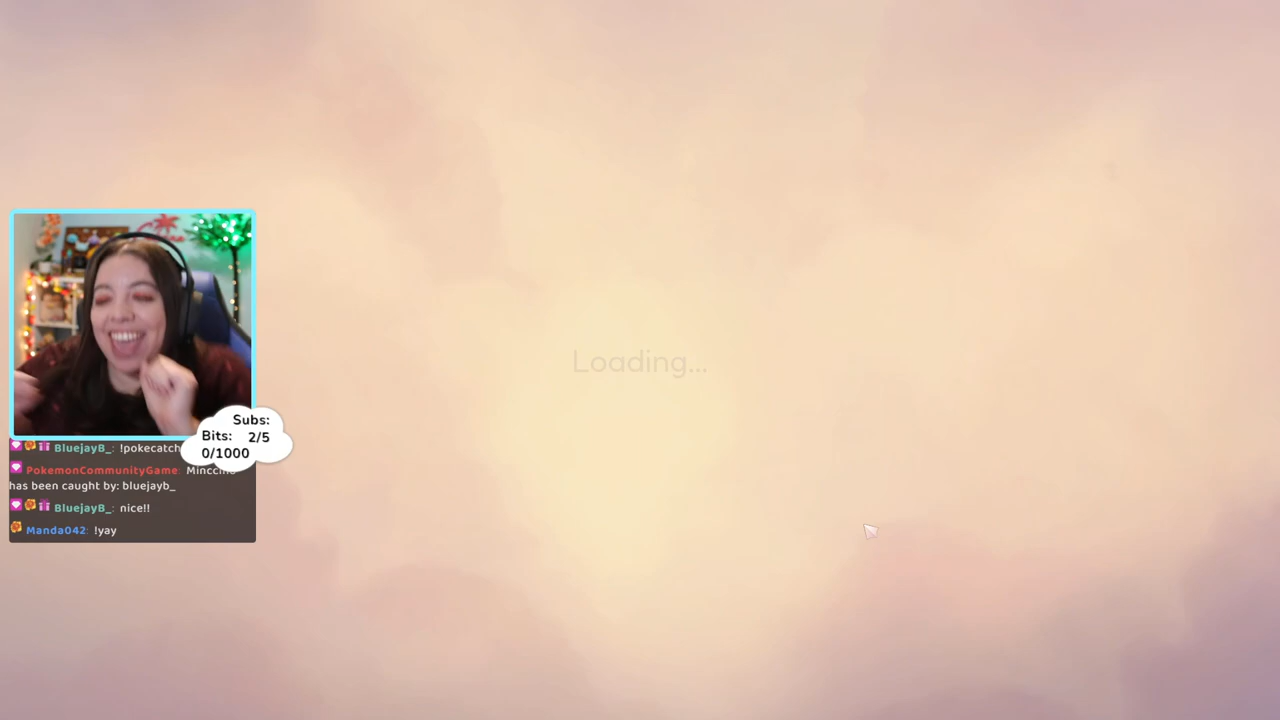 Loading...
Subs:
Bits: 2/5
0/1000
BluejayB_: !pokecatch
PokemonCommunityGame: Minccino
has been caught by: bluejayb_
BluejayB_: nice!!
Manda042: !yay